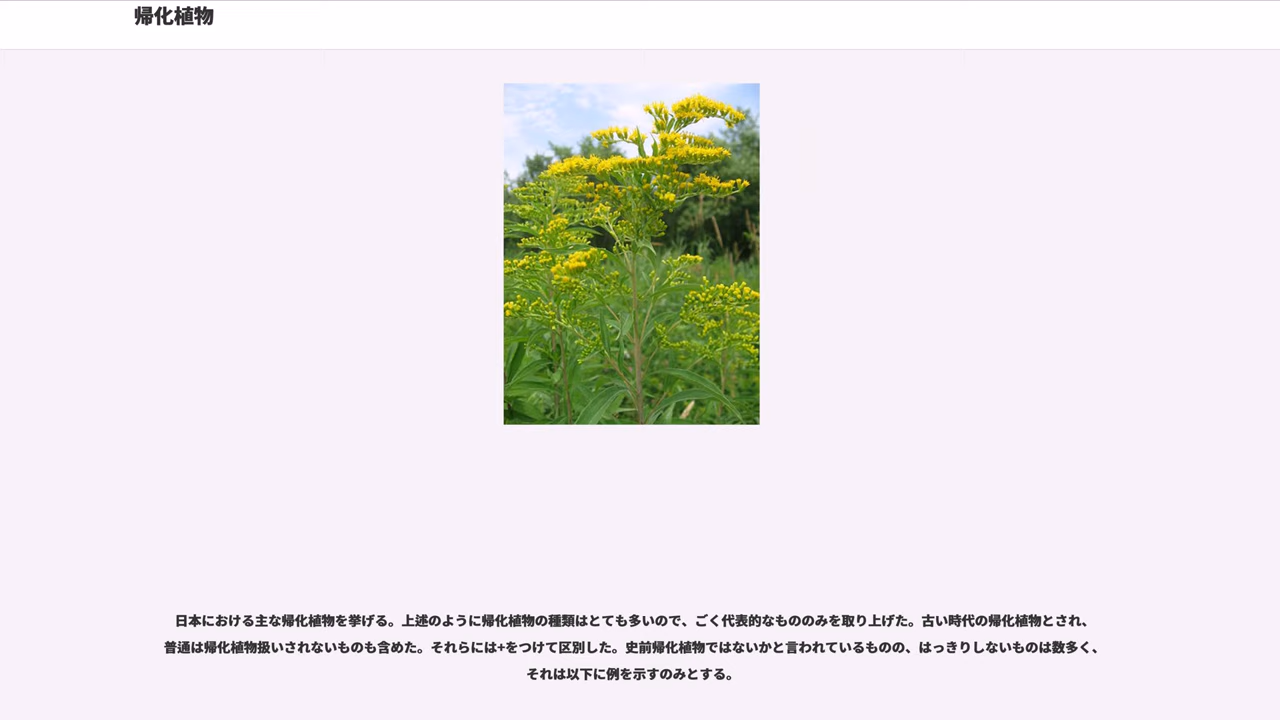 帰化植物
日本における主な帰化植物を挙げる。上述のように帰化植物の種類はとても多いので、ごく代表的なもののみを取り上げた。古い時代の帰化植物とされ、
普通は帰化植物扱いされないものも含めた。それらには+をつけて区別した。史前帰化植物ではないかと言われているものの、はっきりしないものは数多く、
それは以下に例を示すのみとする。